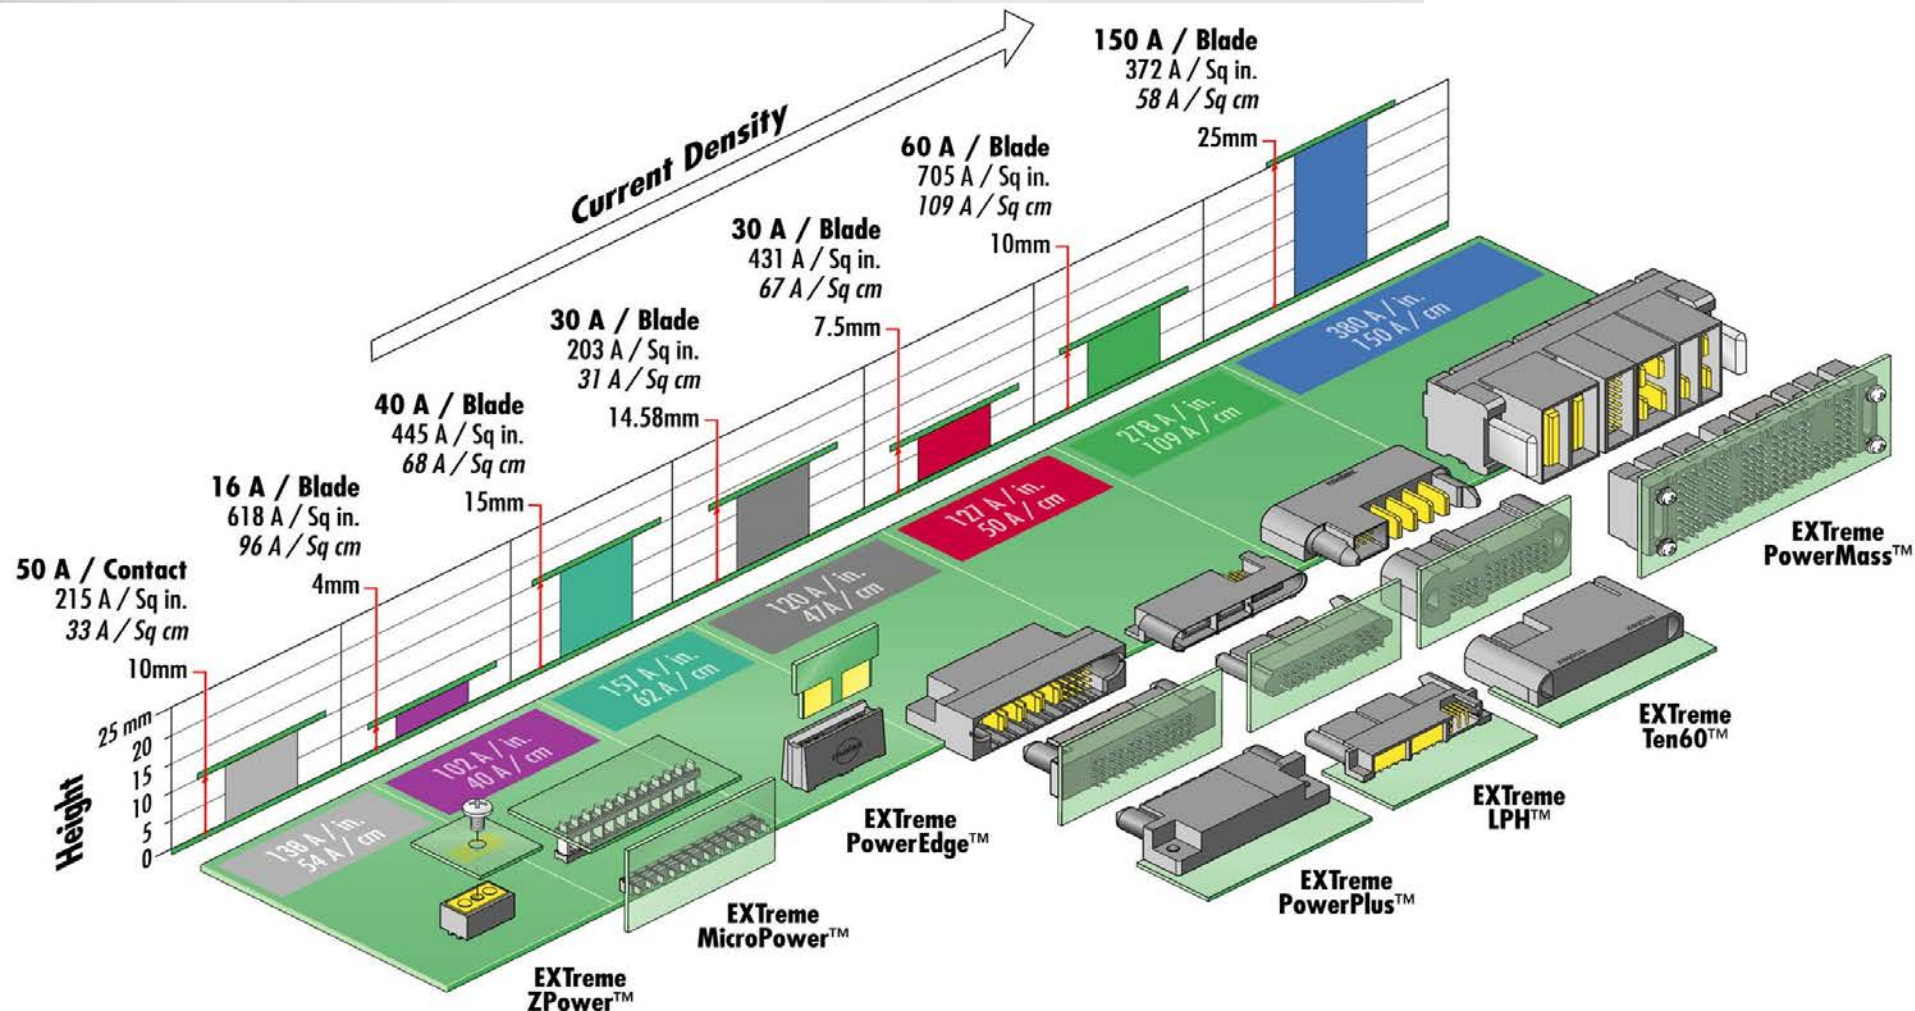 Current Density
150 A / Blade
372 A / Sq in.
58 A / Sq cm
25mm
60 A / Blade
705 A / Sq in.
109 A / Sq cm
10mm
30 A / Blade
431 A / Sq in.
67 A / Sq cm
7.5mm
30 A / Blade
203 A / Sq in.
31 A / Sq cm
14.58mm
40 A / Blade
445 A / Sq in.
68 A / Sq cm
15mm
16 A / Blade
618 A / Sq in.
96 A / Sq cm
4mm
50 A / Contact
215 A / Sq in.
33 A / Sq cm
10mm
25 mm
20
15
10
5
0
Height
380 A / in.
150 A / cm
278 A / in.
109 A / cm
127 A / in.
50 A / cm
120 A / in.
47A / cm
157 A / in.
62 A / cm
102 A / in.
40 A / cm
138 A / in.
54 A / cm
EXTreme
PowerMass™
EXTreme
Ten60™
EXTreme
LPH™
EXTreme
PowerPlus™
EXTreme
PowerEdge™
EXTreme
MicroPower™
EXTreme
ZPower™